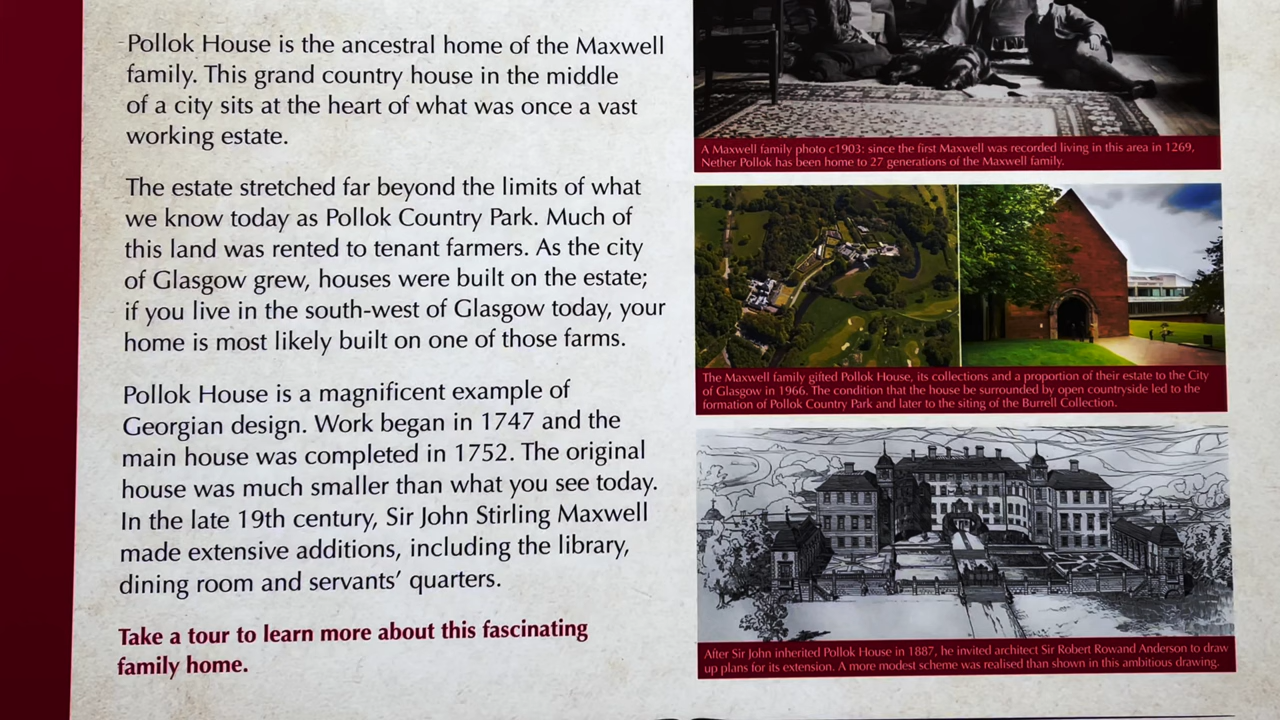 Pollok House is the ancestral home of the Maxwell
family. This grand country house in the middle
of a city sits at the heart of what was once a vast
working estate.
The estate stretched far beyond the limits of what
we know today as Pollok Country Park. Much of
this land was rented to tenant farmers. As the city
of Glasgow grew, houses were built on the estate;
if you live in the south-west of Glasgow today, your
home is most likely built on one of those farms.
Pollok House is a magnificent example of
Georgian design. Work began in 1747 and the
main house was completed in 1752. The original
house was much smaller than what you see today.
In the late 19th century, Sir John Stirling Maxwell
made extensive additions, including the library,
dining room and servants’ quarters.
Take a tour to learn more about this fascinating
family home.
A Maxwell family photo c1903: since the first Maxwell was recorded living in this area in 1269,
Nether Pollok has been home to 27 generations of the Maxwell family.
The Maxwell family gifted Pollok House, its collections and a proportion of their estate to the City
of Glasgow in 1966. The condition that the house be surrounded by open countryside led to the
formation of Pollok Country Park and later to the siting of the Burrell Collection.
After Sir John inherited Pollok House in 1887, he invited architect Sir Robert Rowand Anderson to draw
up plans for its extension. A more modest scheme was realised than shown in this ambitious drawing.